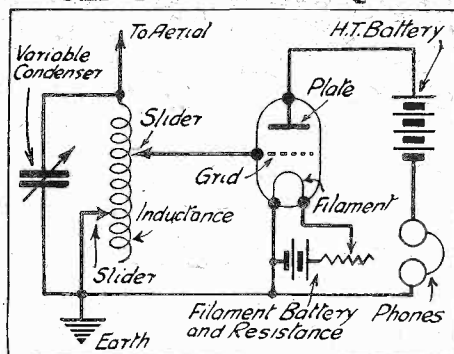 To Aerial
H.T. Battery
Variable
Condenser
Slider
Plate
Grid
Filament
Inductance
Slider
Filament Battery
and Resistance
Phones
Earth